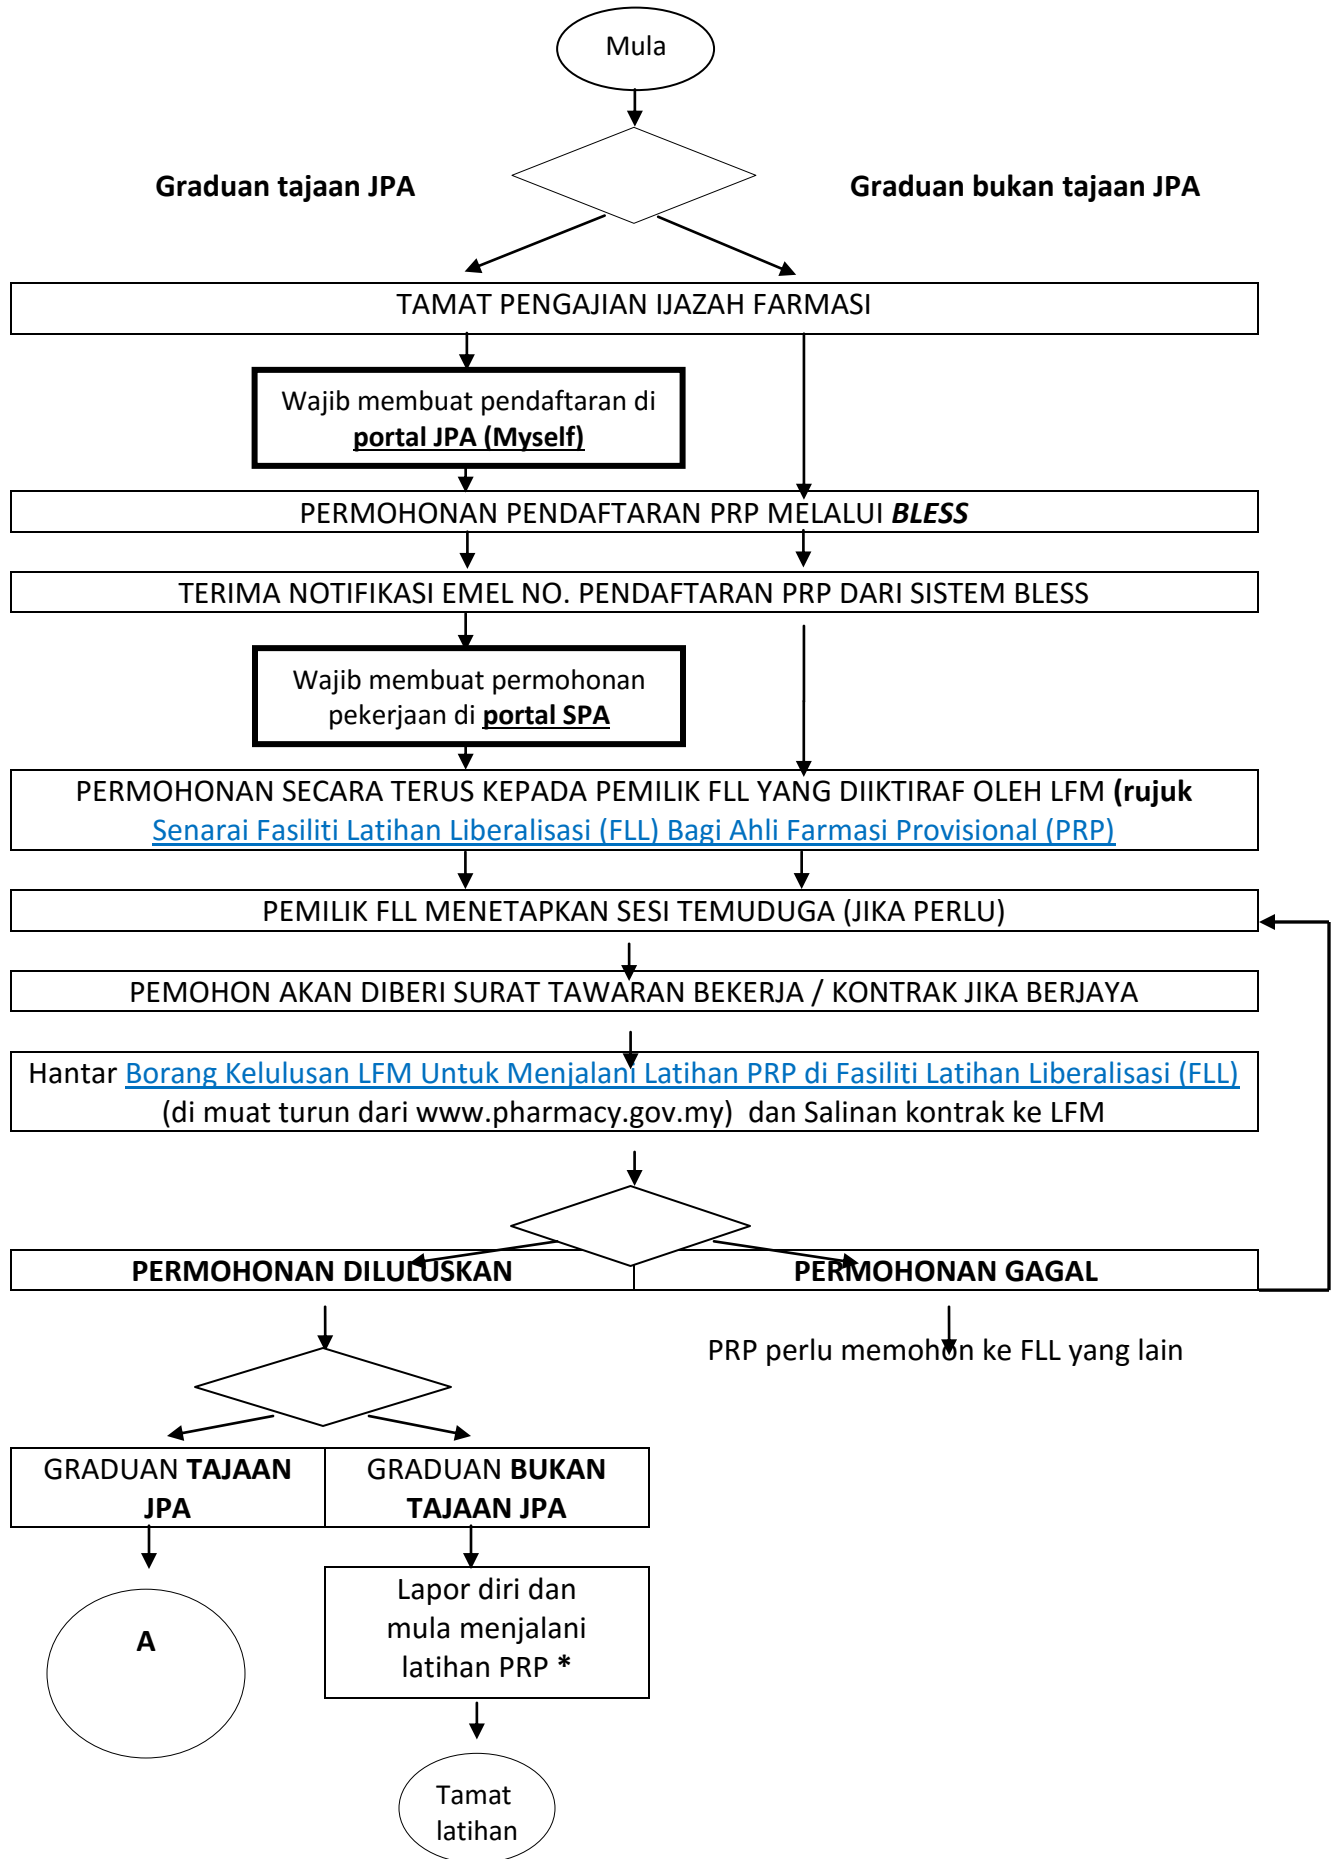 Mula
Graduan tajaan JPA
Graduan bukan tajaan JPA
TAMAT PENGAJIAN IJAZAH FARMASI
Wajib membuat pendaftaran di
portal JPA (Myself)
PERMOHONAN PENDAFTARAN PRP MELALUI BLESS
TERIMA NOTIFIKASI EMEL NO. PENDAFTARAN PRP DARI SISTEM BLESS
Wajib membuat permohonan
pekerjaan di portal SPA
PERMOHONAN SECARA TERUS KEPADA PEMILIK FLL YANG DIIKTIRAF OLEH LFM (rujuk
Senarai Fasiliti Latihan Liberalisasi (FLL) Bagi Ahli Farmasi Provisional (PRP)
PEMILIK FLL MENETAPKAN SESI TEMUDUGA (JIKA PERLU)
PEMOHON AKAN DIBERI SURAT TAWARAN BEKERJA / KONTRAK JIKA BERJAYA
Hantar Borang Kelulusan LFM Untuk Menjalani Latihan PRP di Fasiliti Latihan Liberalisasi (FLL)
(di muat turun dari www.pharmacy.gov.my) dan Salinan kontrak ke LFM
PERMOHONAN DILULUSKAN
PERMOHONAN GAGAL
PRP perlu memohon ke FLL yang lain
GRADUAN TAJAAN
JPA
GRADUAN BUKAN
TAJAAN JPA
A
Lapor diri dan
mula menjalani
latihan PRP *
Tamat
latihan